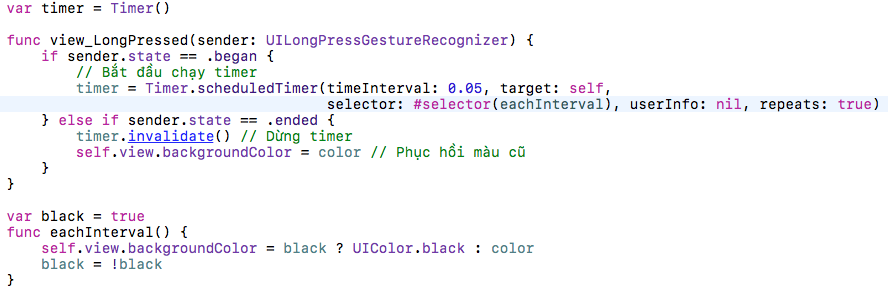 var timer = Timer()
func view_LongPressed(sender: UILongPressGestureRecognizer) {
if sender.state == .began {
// Bắt đầu chạy timer
timer = Timer.scheduledTimer(timeInterval: 0.05, target: self,
selector: #selector(eachInterval), userInfo: nil, repeats: true)
} else if sender.state == .ended {
timer.invalidate() // Dừng timer
self.view.backgroundColor = color // Phục hồi màu cũ
}
}
var black = true
func eachInterval() {
self.view.backgroundColor = black ? UIColor.black : color
black = !black
}